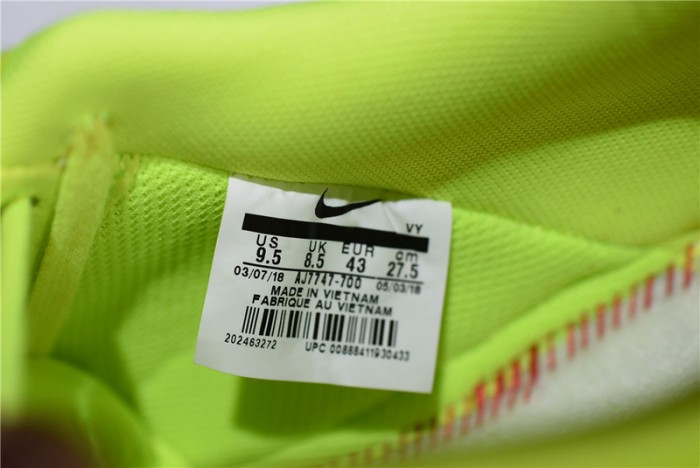 VY
US UK EUR cm
9.5 8.5 43 27.5
03/07/18 AJ7747-700 05/03/18
MADE IN VIETNAM
FABRIQUE AU VIETNAM
202463272 UPC 00888411930433